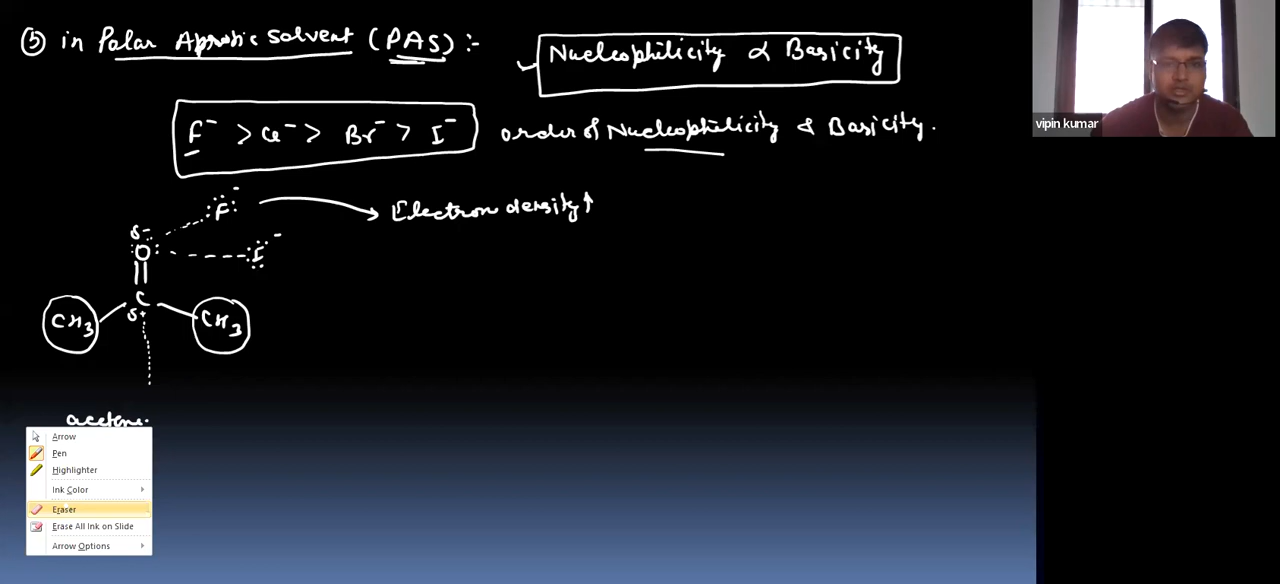 ⑤ in Polar Aprotic Solvent (PAS) :-
Nucleophilicity ∝ Basicity
F⁻ > Cl⁻ > Br⁻ > I⁻ order of Nucleophilicity & Basicity.
F⁻ Electron density↑
δ-
O I⁻
C
CH3 δ+ CH3
acetone.
Arrow
Pen
Highlighter
Ink Color
Eraser
Erase All Ink on Slide
Arrow Options
vipin kumar